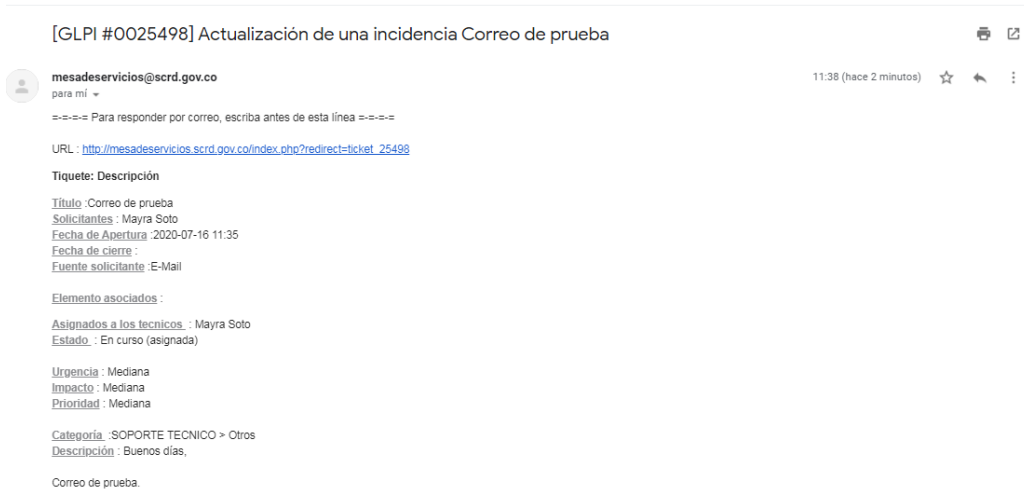 [GLPI #0025498] Actualización de una incidencia Correo de prueba
mesadeservicios@scrd.gov.co
11:38 (hace 2 minutos)
para mí
=-=-=-= Para responder por correo, escriba antes de esta línea =-=-=-=
URL : http://mesadeservicios.scrd.gov.co/index.php?redirect=ticket_25498
Tiquete: Descripción
Título :Correo de prueba
Solicitantes : Mayra Soto
Fecha de Apertura :2020-07-16 11:35
Fecha de cierre :
Fuente solicitante :E-Mail
Elemento asociados :
Asignados a los tecnicos : Mayra Soto
Estado : En curso (asignada)
Urgencia : Mediana
Impacto : Mediana
Prioridad : Mediana
Categoría :SOPORTE TECNICO > Otros
Descripción : Buenos días,
Correo de prueba.